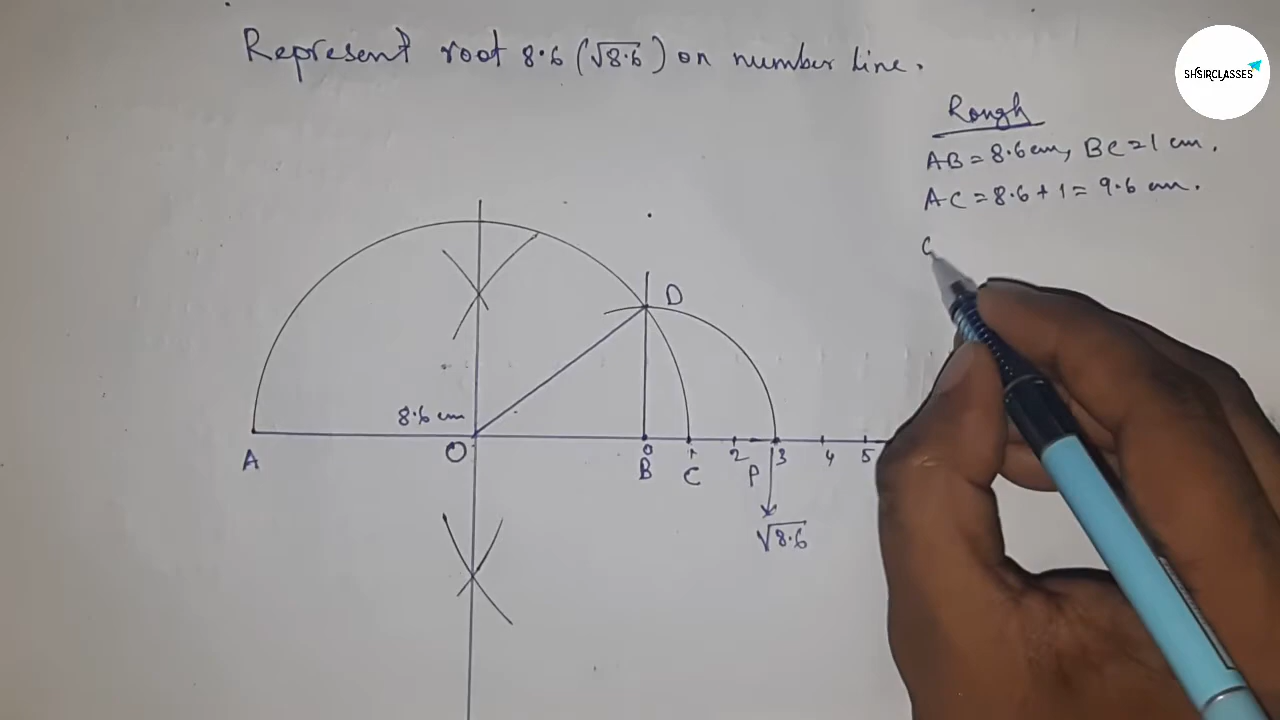 Represent root 8.6 (√8.6) on number line.
SHSIRCLASSES
Rough
AB = 8.6 cm, BC = 1 cm.
AC = 8.6 + 1 = 9.6 cm.
D
8.6 cm
A O 0 1 2 3 4 5
B C P
√8.6